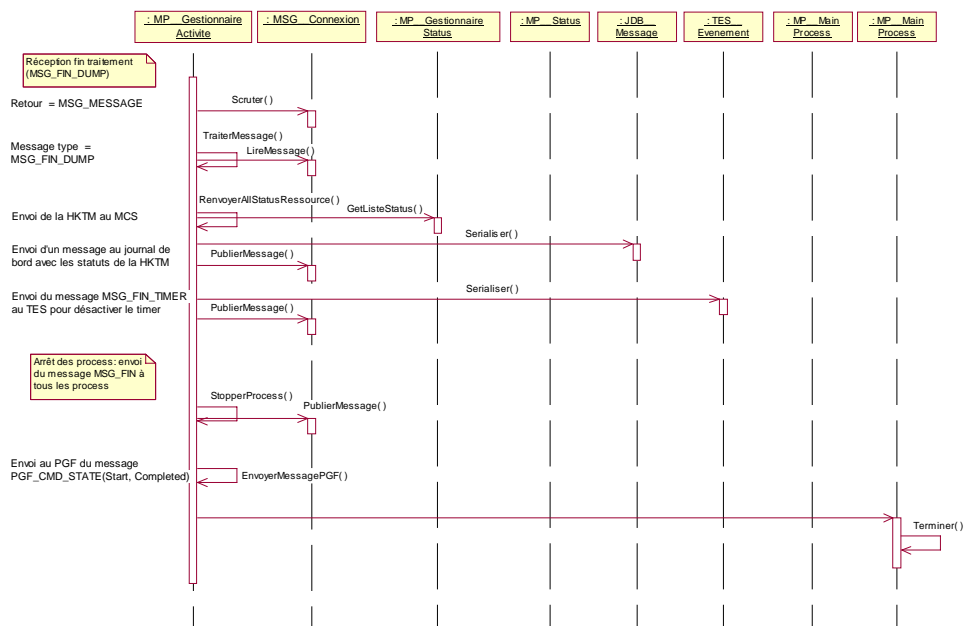 : MP__Gestionnaire
Activite
: MSG__Connexion
: MP__Gestionnaire
Status
: MP__Status
: JDB__
Message
: TES__
Evenement
: MP__Main
Process
: MP__Main
Process
Réception fin traitement
(MSG_FIN_DUMP)
Retour = MSG_MESSAGE
Scruter( )
TraiterMessage( )
Message type =
MSG_FIN_DUMP
LireMessage( )
RenvoyerAllStatusRessource( )
GetListeStatus( )
Envoi de la HKTM au MCS
Serialiser( )
Envoi d'un message au journal de
bord avec les statuts de la HKTM
PublierMessage( )
Serialiser( )
Envoi du message MSG_FIN_TIMER
au TES pour désactiver le timer
PublierMessage( )
Arrêt des process: envoi
du message MSG_FIN à
tous les process
StopperProcess( )
PublierMessage( )
Envoi au PGF du message
PGF_CMD_STATE(Start, Completed)
EnvoyerMessagePGF( )
Terminer( )